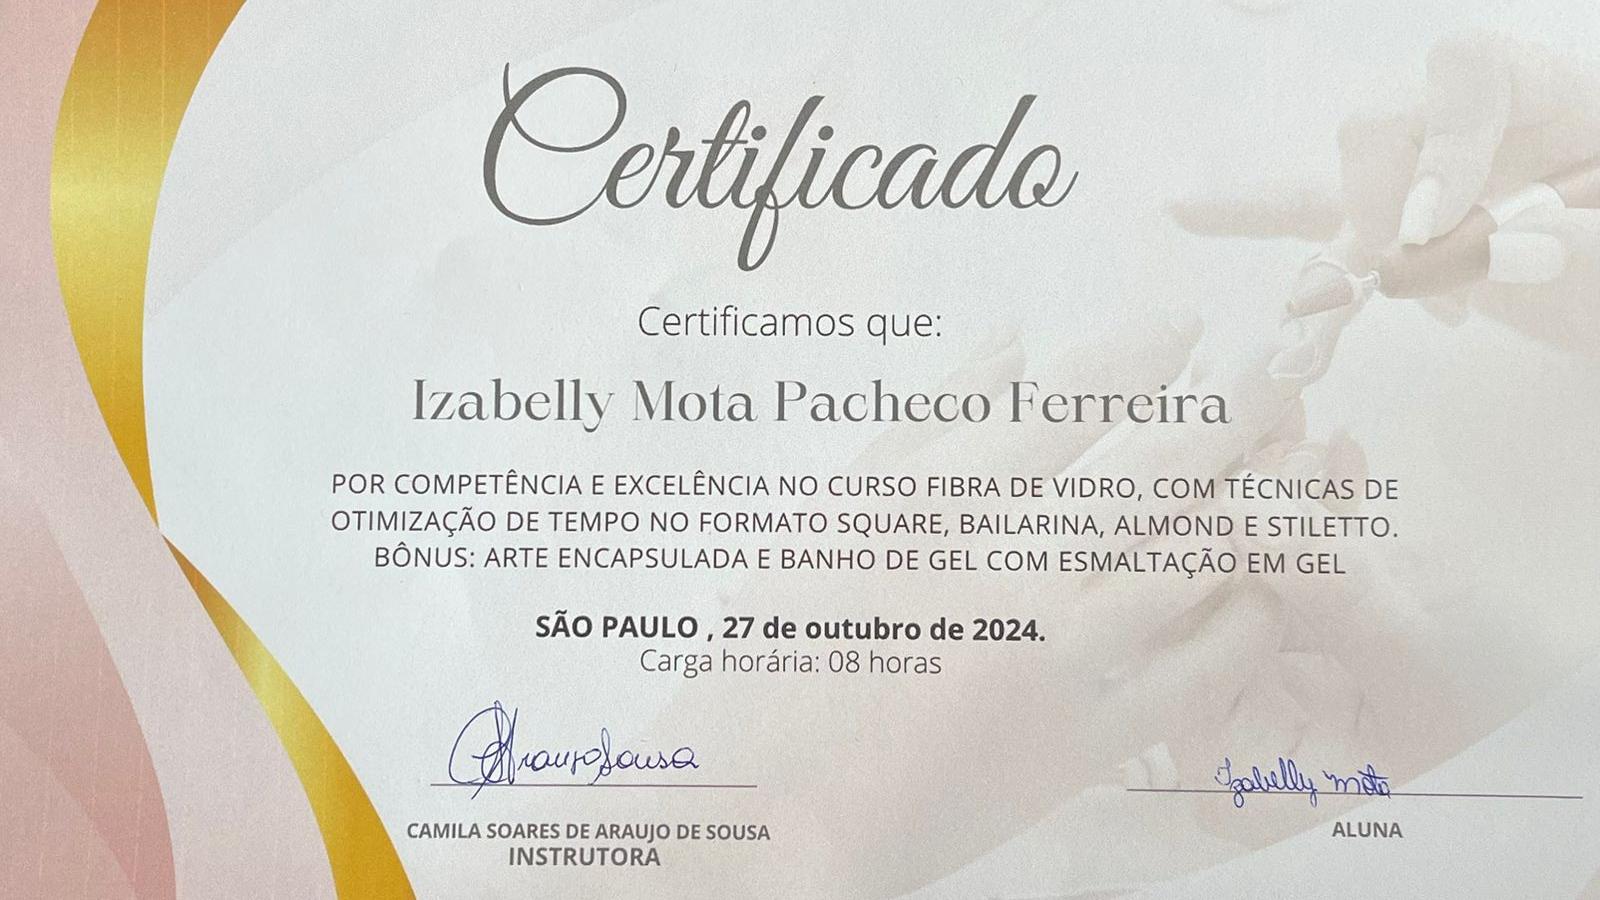 Certificado
Certificamos que:
Izabelly Mota Pacheco Ferreira
POR COMPETÊNCIA E EXCELÊNCIA NO CURSO FIBRA DE VIDRO, COM TÉCNICAS DE
OTIMIZAÇÃO DE TEMPO NO FORMATO SQUARE, BAILARINA, ALMOND E STILETTO.
BÔNUS: ARTE ENCAPSULADA E BANHO DE GEL COM ESMALTAÇÃO EM GEL
SÃO PAULO , 27 de outubro de 2024.
Carga horária: 08 horas
CAraujoSousa
Izabelly mota
CAMILA SOARES DE ARAUJO DE SOUSA
INSTRUTORA
ALUNA